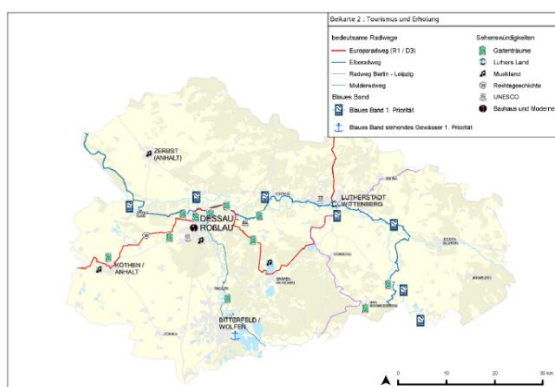 Beikarte 2 : Tourismus und Erholung
bedeutsame Radwege
Europaradweg (R1 / D3)
Elberadweg
Radweg Berlin - Leipzig
Mulderadweg
Blaues Band
Blaues Band 1. Priorität
Blaues Band stehendes Gewässer 1. Priorität
Sehenswürdigkeiten
Gartenträume
Luthers Land
Musikland
Rechtsgeschichte
UNESCO
Bauhaus und Moderne
ZERBST
(ANHALT)
LUTHERSTADT
WITTENBERG
DESSAU
ROßLAU
KÖTHEN /
ANHALT
BITTERFELD /
WOLFEN
0
10
20
30 km